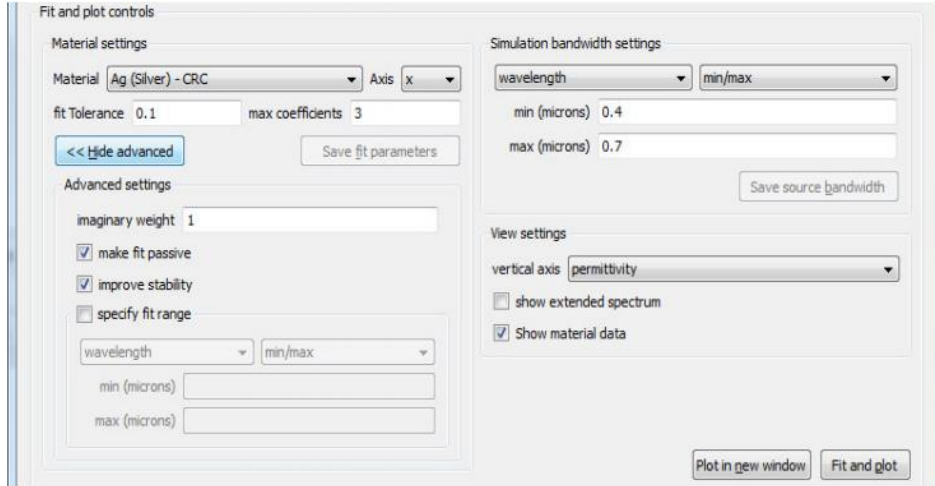 Fit and plot controls
Material settings
Material Ag (Silver) - CRC Axis x
fit Tolerance 0.1 max coefficients 3
<< Hide advanced Save fit parameters
Advanced settings
imaginary weight 1
make fit passive
improve stability
specify fit range
wavelength min/max
min (microns)
max (microns)
Simulation bandwidth settings
wavelength min/max
min (microns) 0.4
max (microns) 0.7
Save source bandwidth
View settings
vertical axis permittivity
show extended spectrum
Show material data
Plot in new window Fit and plot